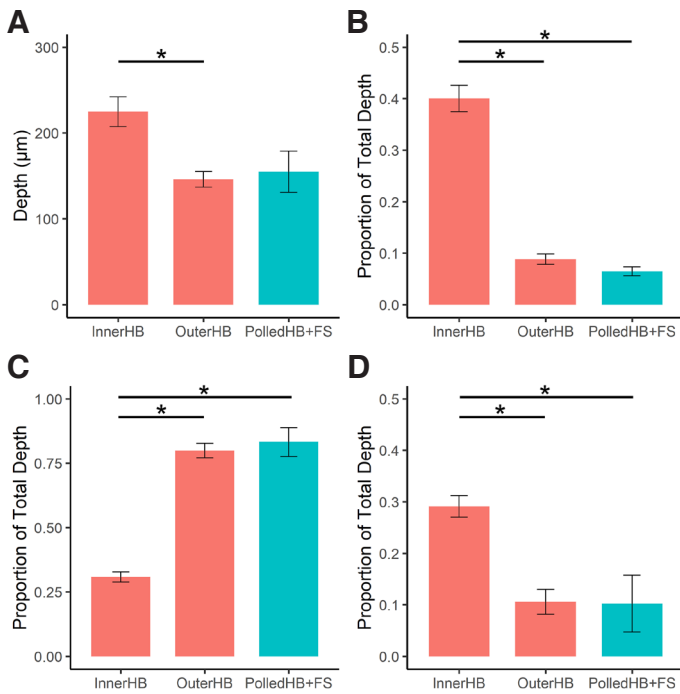 A
Depth (µm)
300
200
100
0
*
InnerHB OuterHB PolledHB+FS
B
Proportion of Total Depth
0.5
0.4
0.3
0.2
0.1
0.0
*
*
InnerHB OuterHB PolledHB+FS
C
Proportion of Total Depth
1.00
0.75
0.50
0.25
0.00
*
*
InnerHB OuterHB PolledHB+FS
D
Proportion of Total Depth
0.5
0.4
0.3
0.2
0.1
0.0
*
*
InnerHB OuterHB PolledHB+FS